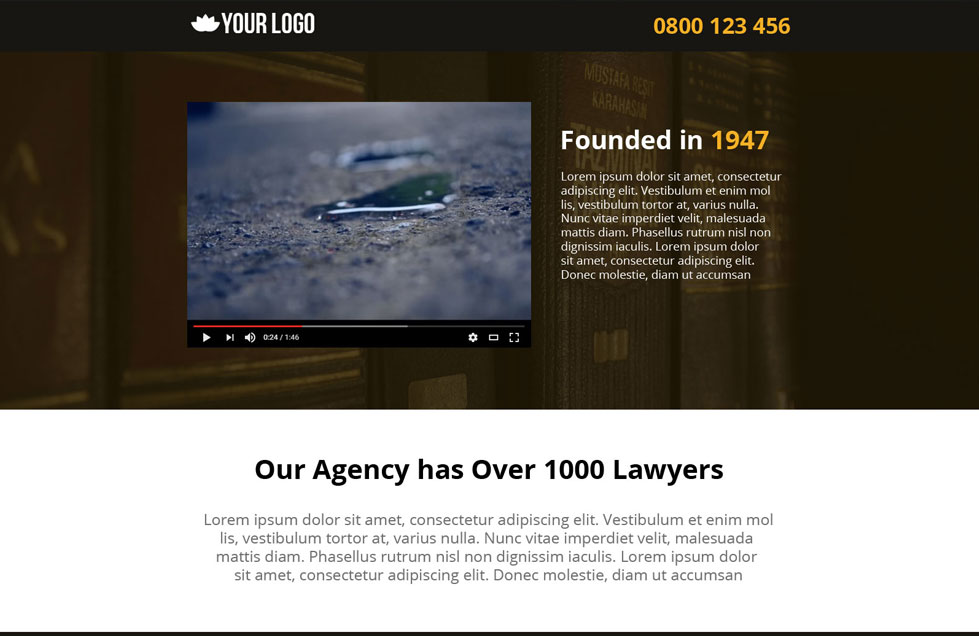 YOUR LOGO
0800 123 456
MUSTAFA REŞİT
KARAHASİN
TAZMİNAT
Founded in 1947
Lorem ipsum dolor sit amet, consectetur
adipiscing elit. Vestibulum et enim mol
lis, vestibulum tortor at, varius nulla.
Nunc vitae imperdiet velit, malesuada
mattis diam. Phasellus rutrum nisl non
dignissim iaculis. Lorem ipsum dolor
sit amet, consectetur adipiscing elit.
Donec molestie, diam ut accumsan
0:24 / 1:46
Our Agency has Over 1000 Lawyers
Lorem ipsum dolor sit amet, consectetur adipiscing elit. Vestibulum et enim mol
lis, vestibulum tortor at, varius nulla. Nunc vitae imperdiet velit, malesuada
mattis diam. Phasellus rutrum nisl non dignissim iaculis. Lorem ipsum dolor
sit amet, consectetur adipiscing elit. Donec molestie, diam ut accumsan